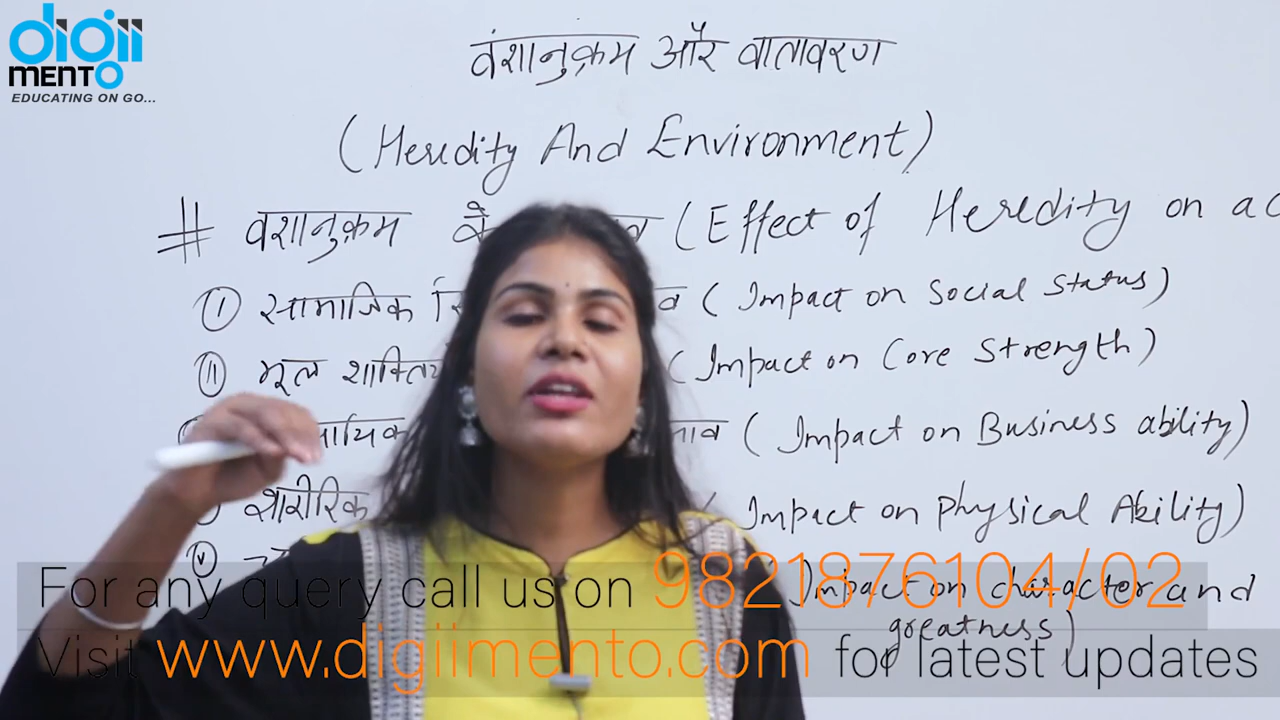 digii
MENTO
EDUCATING ON GO...
वंशानुक्रम और वातावरण
(Heredity And Environment)
# वंशानुक्रम के (Effect of Heredity on a
(I) सामाजिक (Impact on Social Status)
(II) मूल (Impact on Core Strength)
(Impact on Business ability)
शारीरिक (Impact on Physical Ability)
(V) Impact on character and
greatness)
For any query call us on 9821876104/02
Visit www.digiimento.com for latest updates